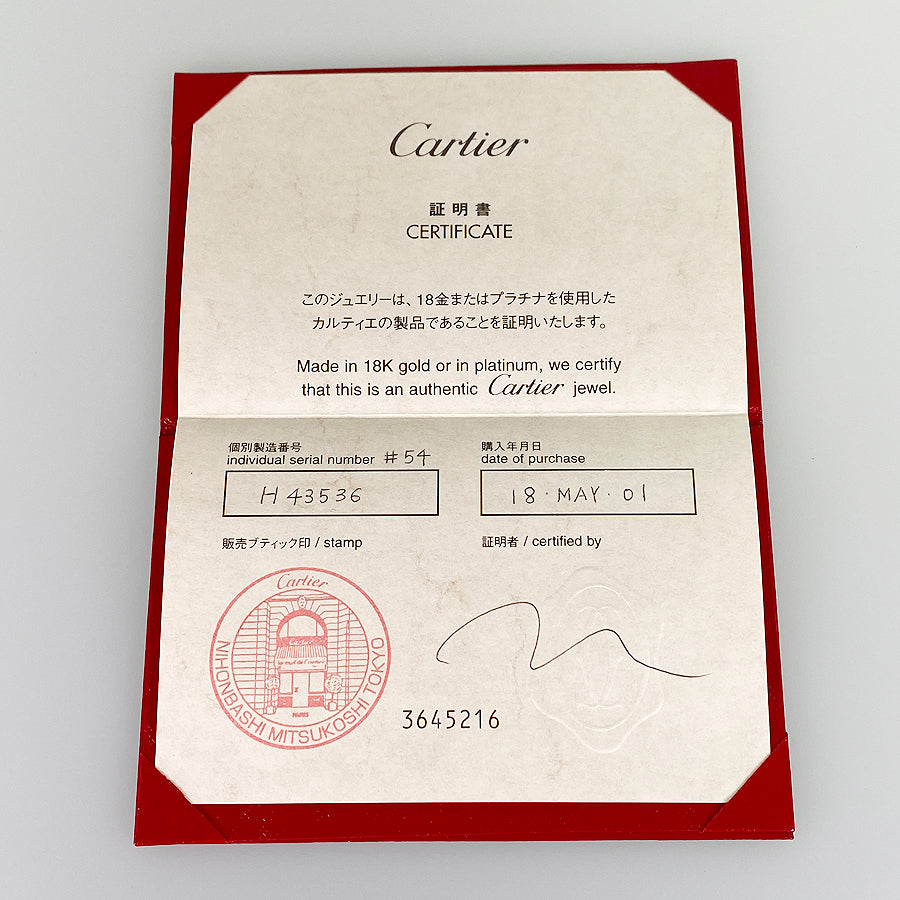 Cartier
証明書
CERTIFICATE
このジュエリーは、18金またはプラチナを使用した
カルティエの製品であることを証明いたします。
Made in 18K gold or in platinum, we certify
that this is an authentic Cartier jewel.
個別製造番号
individual serial number #54
H43536
購入年月日
date of purchase
18・MAY・01
販売ブティック印 / stamp
証明者 / certified by
Cartier
Cartier
PARIS
NIHONBASHI MITSUKOSHI TOKYO
3645216